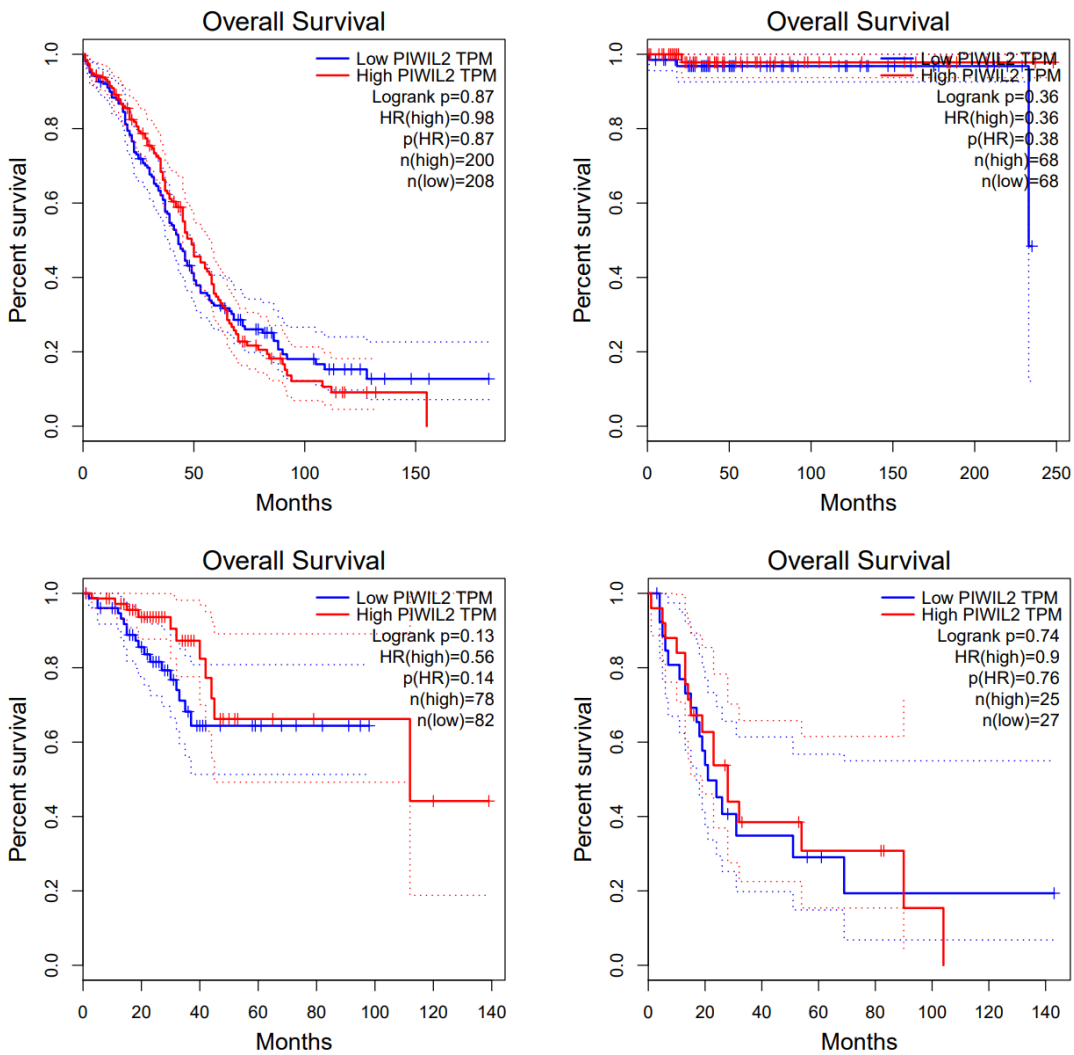 Overall Survival
Low PIWIL2 TPM
High PIWIL2 TPM
Logrank p=0.87
HR(high)=0.98
p(HR)=0.87
n(high)=200
n(low)=208
Percent survival
0.0
0.2
0.4
0.6
0.8
1.0
0
50
100
150
Months
Overall Survival
Low PIWIL2 TPM
High PIWIL2 TPM
Logrank p=0.36
HR(high)=0.36
p(HR)=0.38
n(high)=68
n(low)=68
Percent survival
0.0
0.2
0.4
0.6
0.8
1.0
0
50
100
150
200
250
Months
Overall Survival
Low PIWIL2 TPM
High PIWIL2 TPM
Logrank p=0.13
HR(high)=0.56
p(HR)=0.14
n(high)=78
n(low)=82
Percent survival
0.0
0.2
0.4
0.6
0.8
1.0
0
20
40
60
80
100
120
140
Months
Overall Survival
Low PIWIL2 TPM
High PIWIL2 TPM
Logrank p=0.74
HR(high)=0.9
p(HR)=0.76
n(high)=25
n(low)=27
Percent survival
0.0
0.2
0.4
0.6
0.8
1.0
0
20
40
60
80
100
120
140
Months